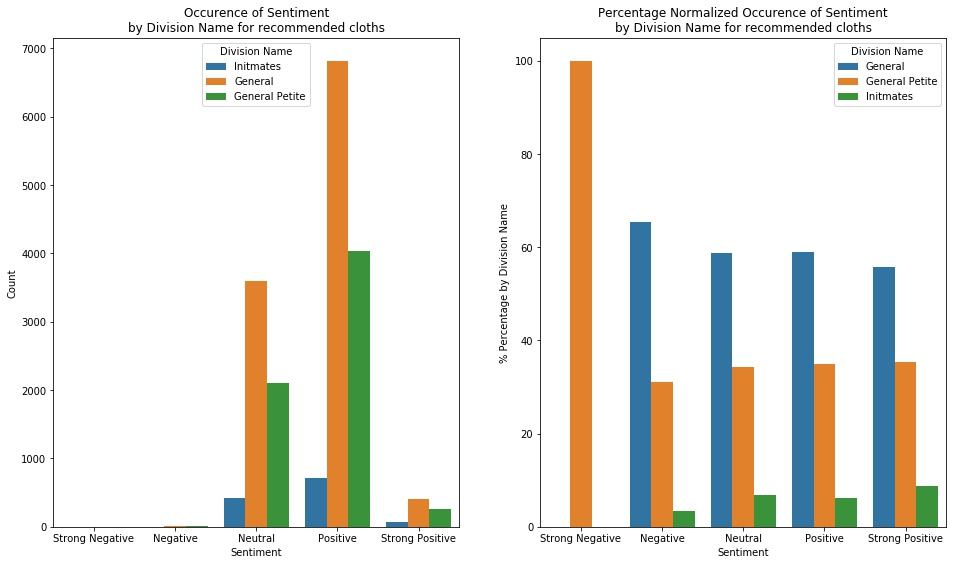 Occurence of Sentiment
by Division Name for recommended cloths
Division Name
Initmates
General
General Petite
7000
6000
5000
4000
3000
2000
1000
0
Count
Strong Negative Negative Neutral Positive Strong Positive
Sentiment
Percentage Normalized Occurence of Sentiment
by Division Name for recommended cloths
Division Name
General
General Petite
Initmates
100
80
60
40
20
0
% Percentage by Division Name
Strong Negative Negative Neutral Positive Strong Positive
Sentiment